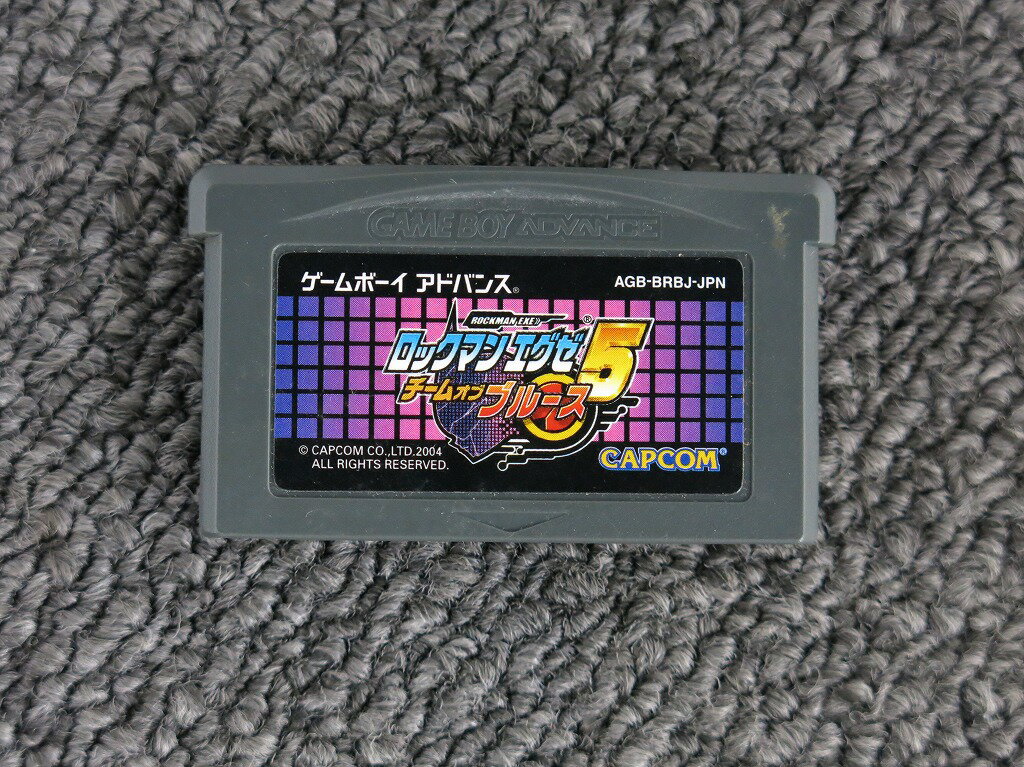 GAME BOY ADVANCE
ゲームボーイ アドバンス®
AGB-BRBJ-JPN
ROCKMAN.EXE
ロックマン エグゼ® 5
チーム オブ ブルース
© CAPCOM CO.,LTD.2004
ALL RIGHTS RESERVED.
CAPCOM®